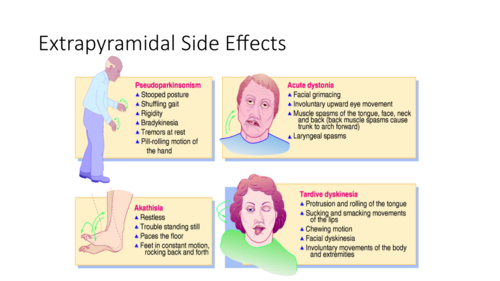 Extrapyramidal Side Effects
Pseudoparkinsonism
▲ Stooped posture
▲ Shuffling gait
▲ Rigidity
▲ Bradykinesia
▲ Tremors at rest
▲ Pill-rolling motion of
the hand
Acute dystonia
▲ Facial grimacing
▲ Involuntary upward eye movement
▲ Muscle spasms of the tongue, face, neck
and back (back muscle spasms cause
trunk to arch forward)
▲ Laryngeal spasms
Akathisia
▲ Restless
▲ Trouble standing still
▲ Paces the floor
▲ Feet in constant motion,
rocking back and forth
Tardive dyskinesia
▲ Protrusion and rolling of the tongue
▲ Sucking and smacking movements
of the lips
▲ Chewing motion
▲ Facial dyskinesia
▲ Involuntary movements of the body
and extremities